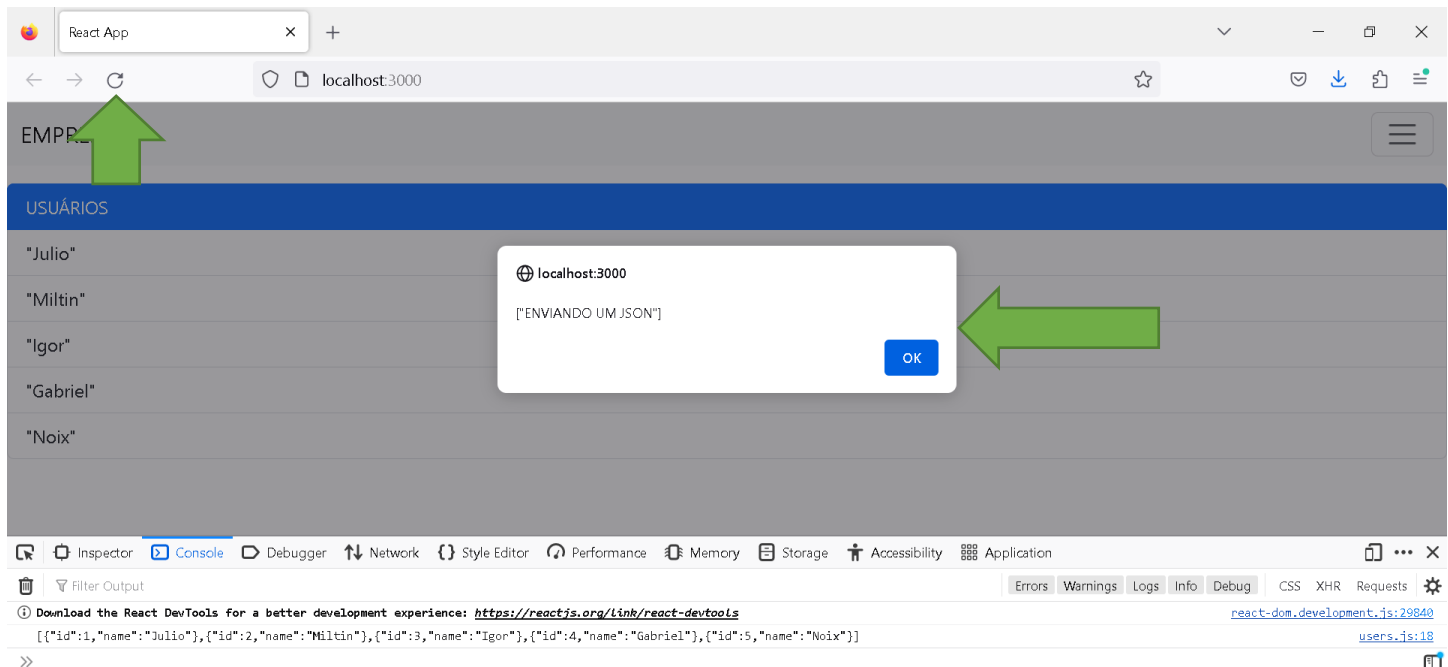 React App
localhost:3000
EMPRE
USUÁRIOS
"Julio"
"Miltin"
"Igor"
"Gabriel"
"Noix"
localhost:3000
["ENVIANDO UM JSON"]
OK
Inspector Console Debugger Network Style Editor Performance Memory Storage Accessibility Application
Filter Output Errors Warnings Logs Info Debug CSS XHR Requests
Download the React DevTools for a better development experience: https://reactjs.org/link/react-devtools react-dom.development.js:29840
[{"id":1,"name":"Julio"},{"id":2,"name":"Miltin"},{"id":3,"name":"Igor"},{"id":4,"name":"Gabriel"},{"id":5,"name":"Noix"}] users.js:18